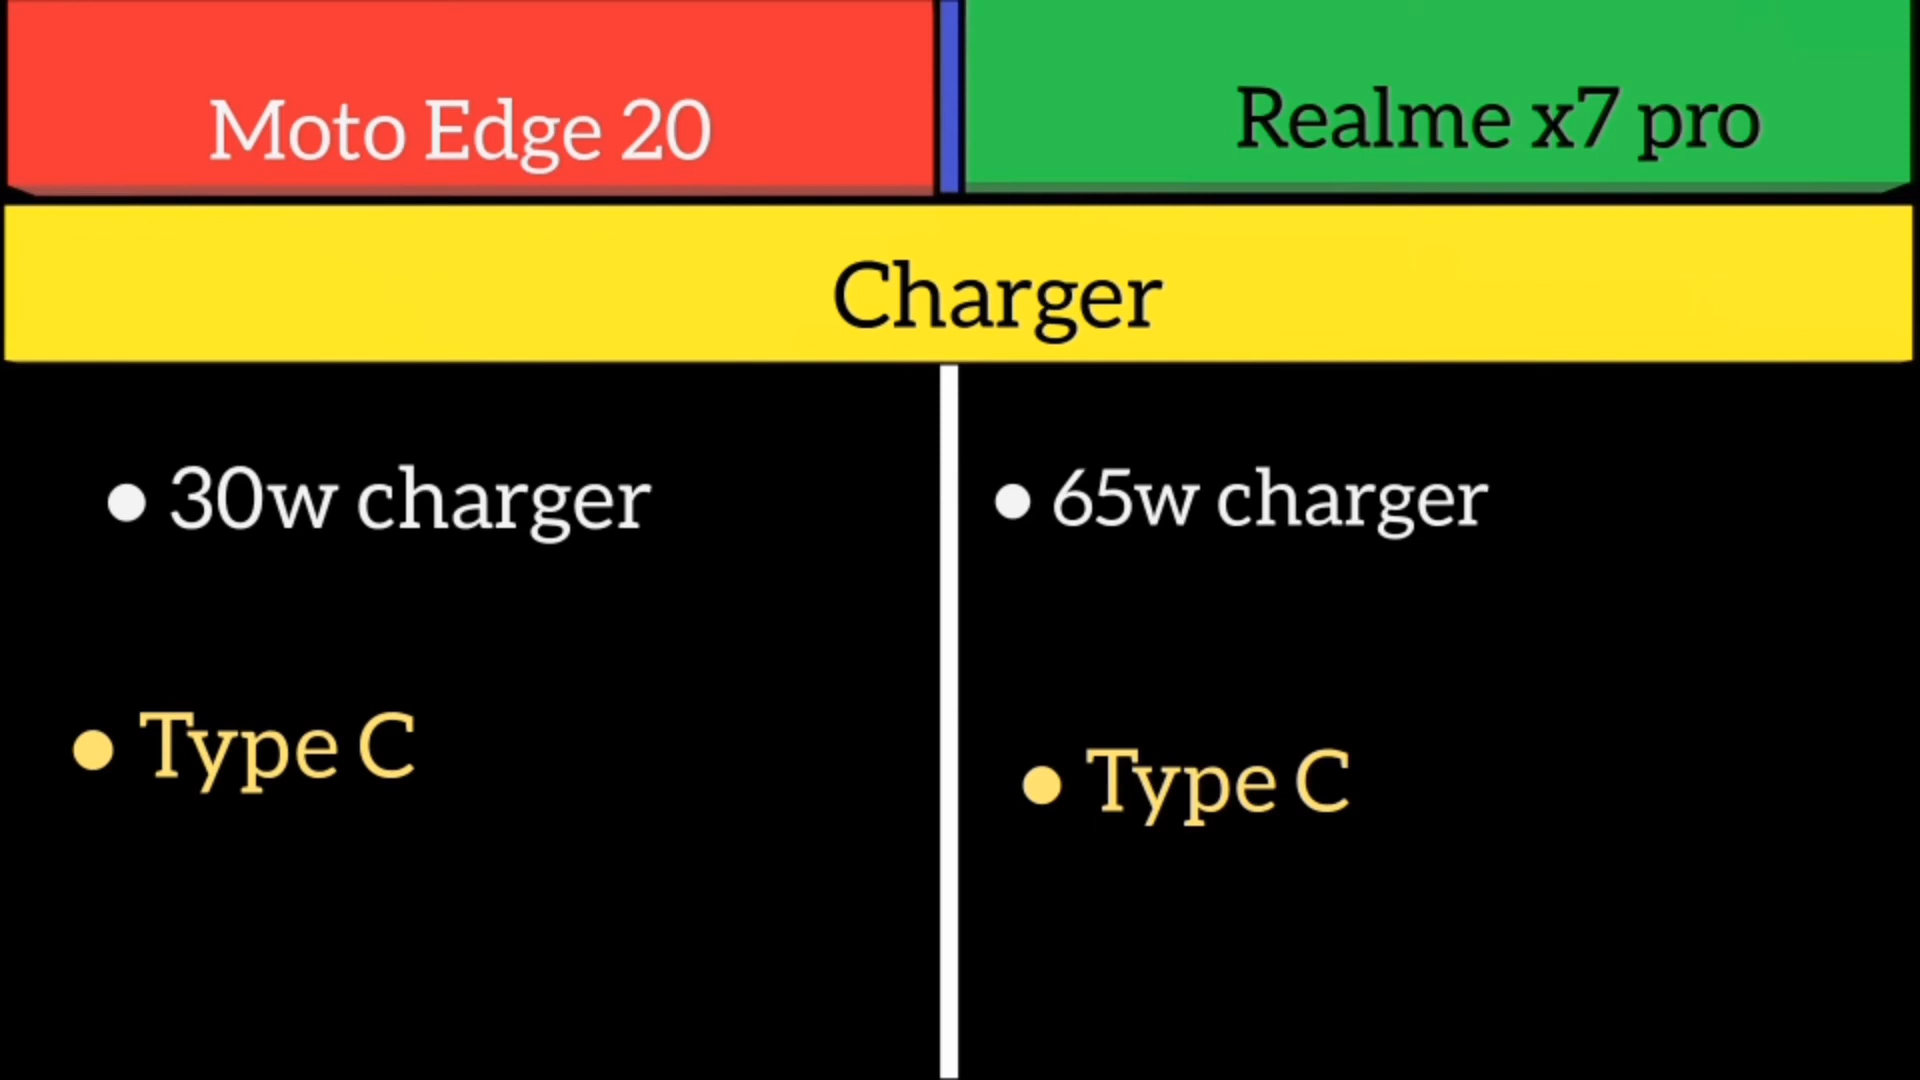 Moto Edge 20
Realme x7 pro
Charger
• 30w charger
• 65w charger
• Type C
• Type C